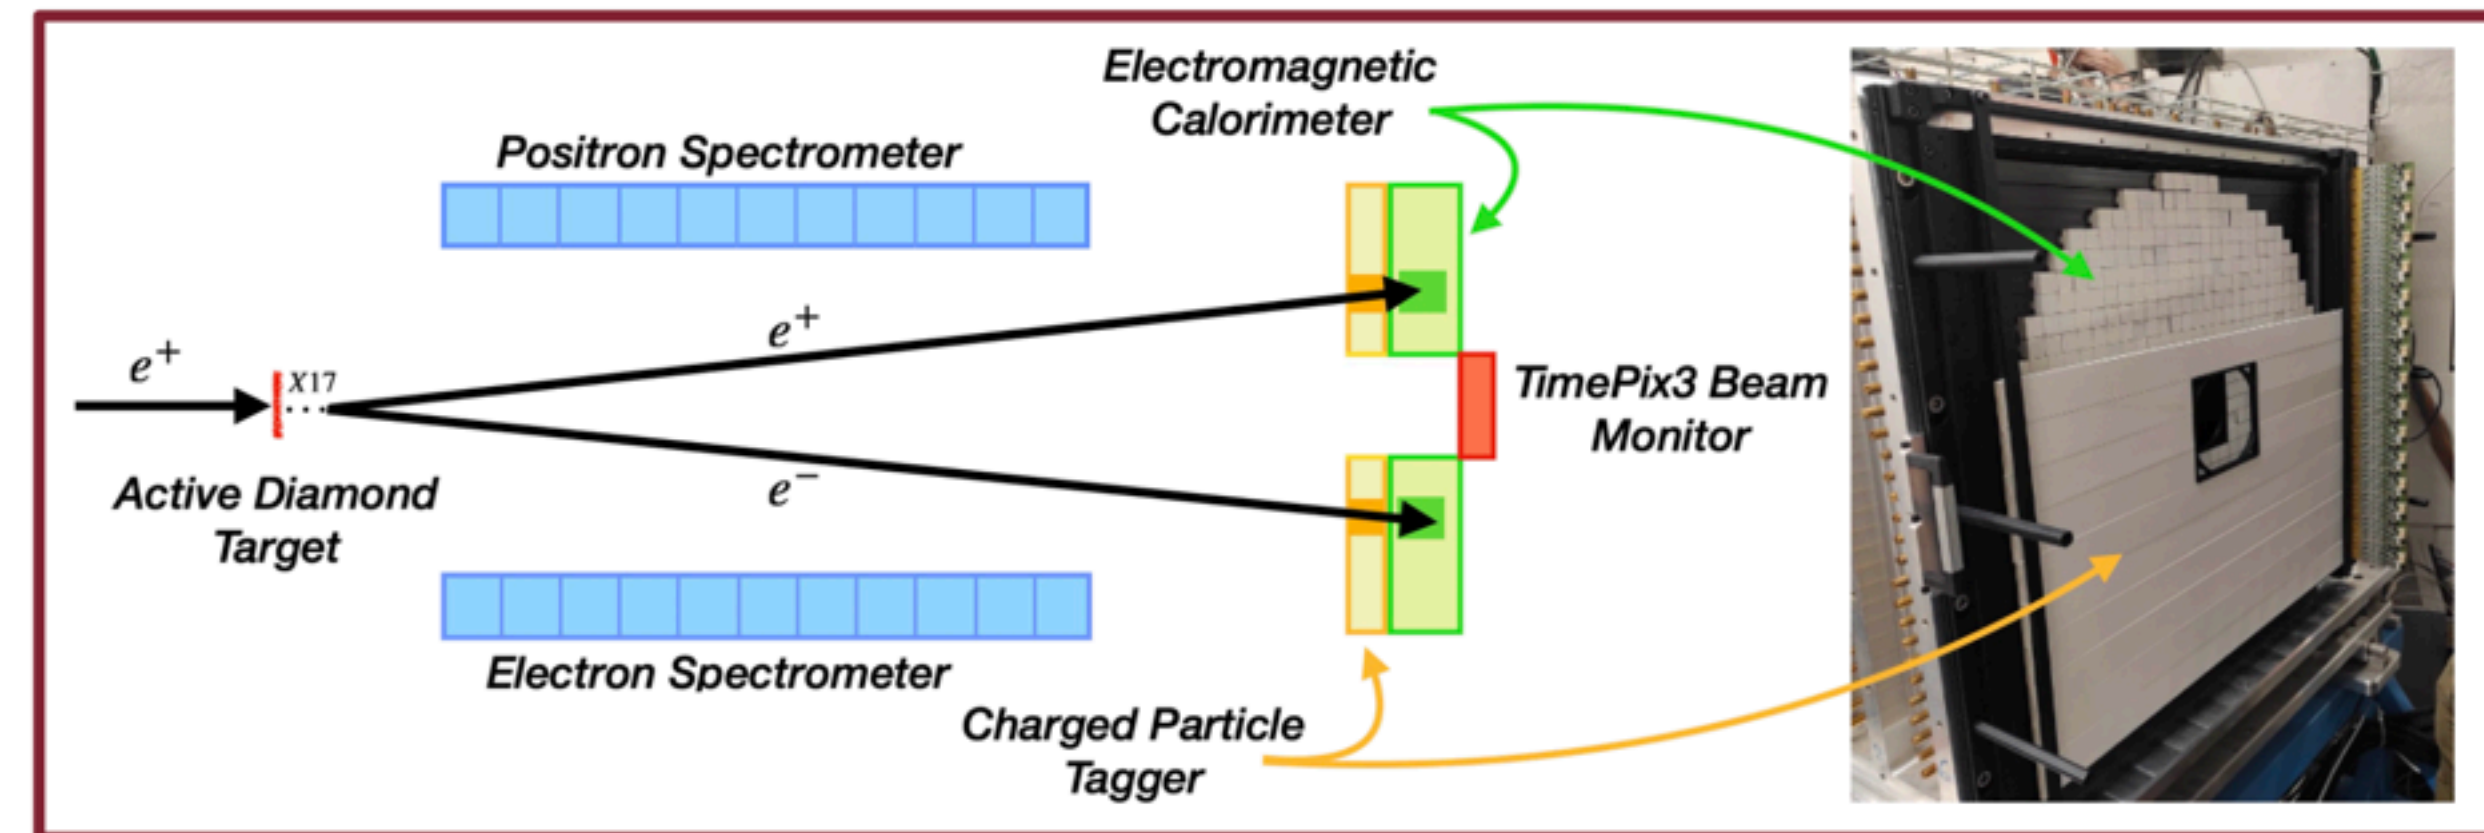 Electromagnetic
Calorimeter
Positron Spectrometer
e⁺
e⁺
X17
TimePix3 Beam
Monitor
e⁻
Active Diamond
Target
Electron Spectrometer
Charged Particle
Tagger